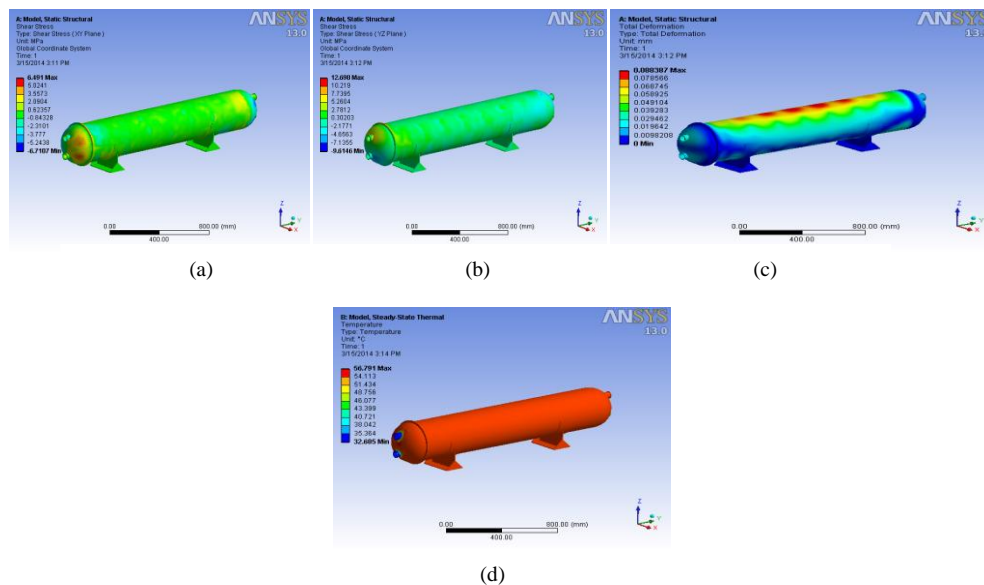 A: Model, Static Structural
Shear Stress
Type: Shear Stress (XY Plane)
Unit: MPa
Global Coordinate System
Time: 1
3/15/2014 3:11 PM
6.491 Max
5.0241
3.5573
2.0904
0.62357
-0.84328
-2.3101
-3.777
-5.2438
-6.7107 Min
ANSYS
13.0
0.00 800.00 (mm)
400.00
Z
Y
X
(a)
A: Model, Static Structural
Shear Stress
Type: Shear Stress (YZ Plane)
Unit: MPa
Global Coordinate System
Time: 1
3/15/2014 3:12 PM
12.698 Max
10.218
7.7395
5.2604
2.7812
0.30203
-2.1771
-4.6563
-7.1355
-9.6146 Min
ANSYS
13.0
0.00 800.00 (mm)
400.00
Z
Y
X
(b)
A: Model, Static Structural
Total Deformation
Type: Total Deformation
Unit: mm
Time: 1
3/15/2014 3:12 PM
0.088387 Max
0.078566
0.068745
0.058925
0.049104
0.039283
0.029462
0.019642
0.0098208
0 Min
ANSYS
13.0
0.00 800.00 (mm)
400.00
Z
Y
X
(c)
B: Model, Steady-State Thermal
Temperature
Type: Temperature
Unit: °C
Time: 1
3/15/2014 3:14 PM
56.791 Max
54.113
51.434
48.756
46.077
43.399
40.721
38.042
35.364
32.685 Min
ANSYS
13.0
0.00 800.00 (mm)
400.00
Z
Y
X
(d)